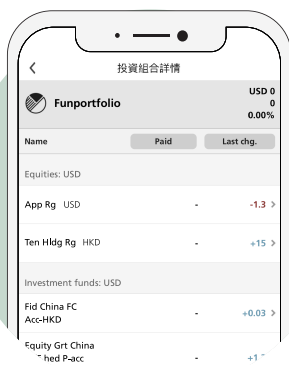 投資組合詳情
Funportfolio
USD 0
0
0.00%
Name Paid Last chg.
Equities: USD
App Rg USD - -1.3
Ten Hldg Rg HKD - +15
Investment funds: USD
Fid China FC
Acc-HKD - +0.03
Equity Grt China
hed P-acc - +1